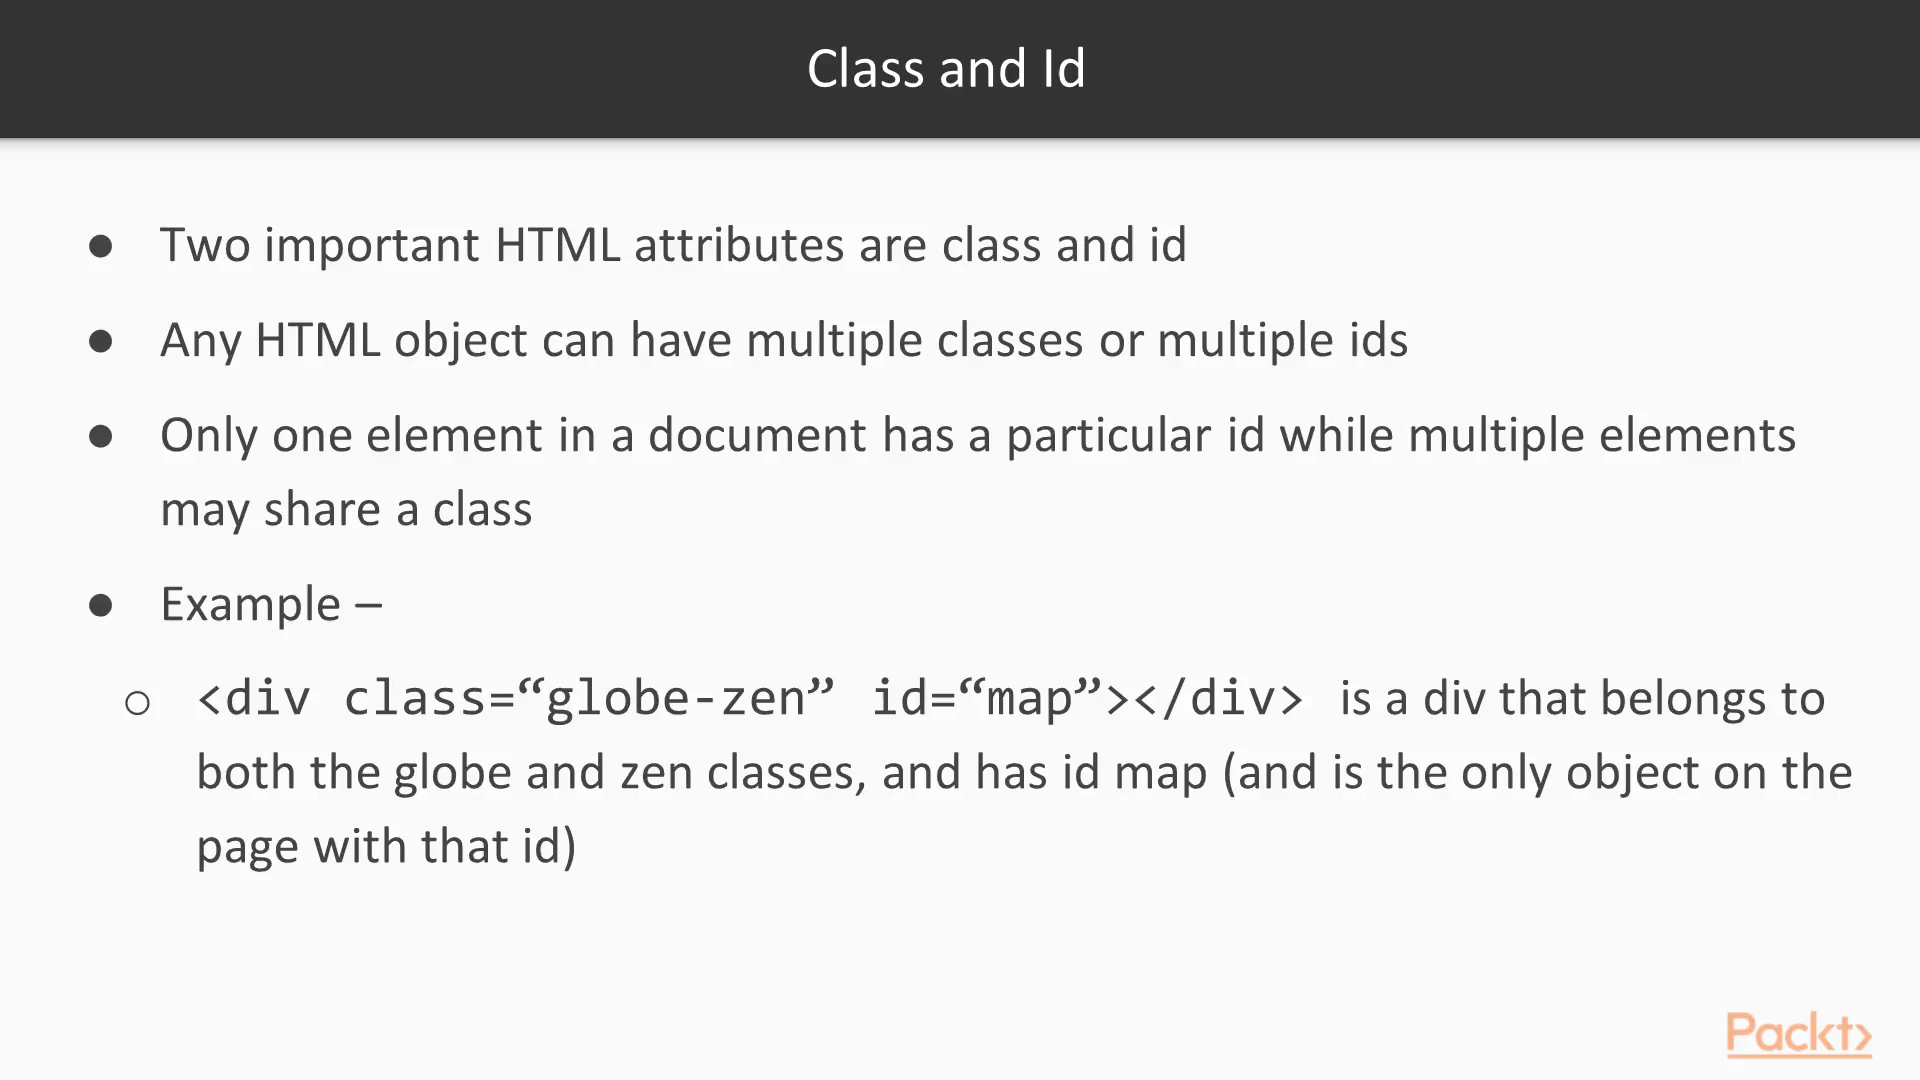 Class and Id
● Two important HTML attributes are class and id
● Any HTML object can have multiple classes or multiple ids
● Only one element in a document has a particular id while multiple elements
may share a class
● Example –
○ <div class=“globe-zen” id=“map”></div> is a div that belongs to
both the globe and zen classes, and has id map (and is the only object on the
page with that id)
Packt>